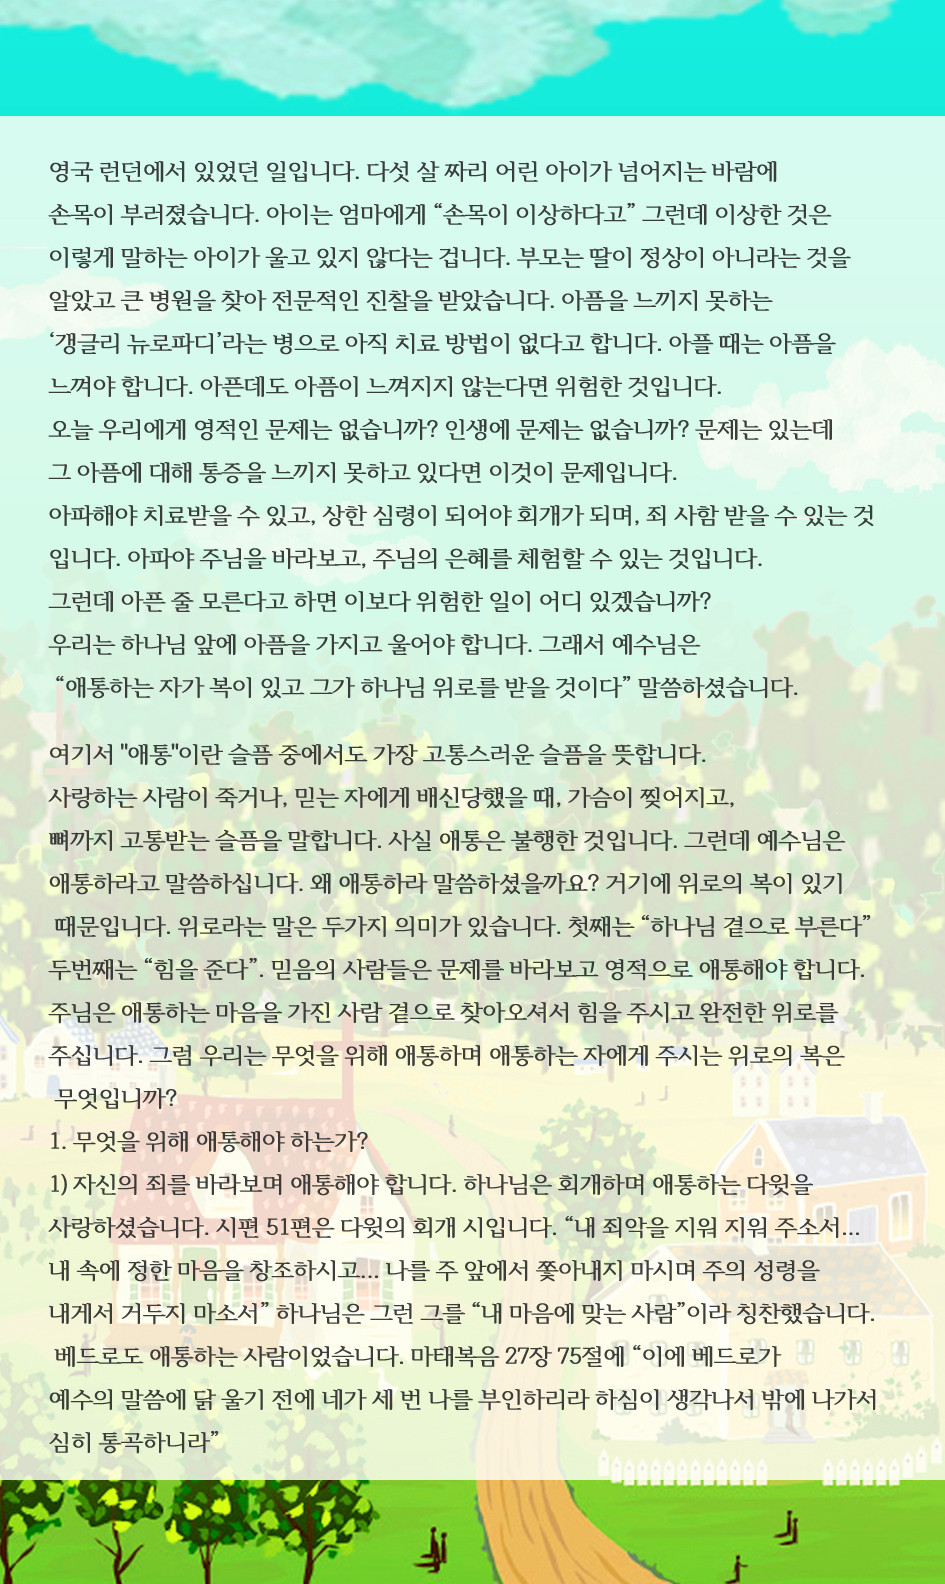 영국 런던에서 있었던 일입니다. 다섯 살 짜리 어린 아이가 넘어지는 바람에
손목이 부러졌습니다. 아이는 엄마에게 “손목이 이상하다고” 그런데 이상한 것은
이렇게 말하는 아이가 울고 있지 않다는 겁니다. 부모는 딸이 정상이 아니라는 것을
알았고 큰 병원을 찾아 전문적인 진찰을 받았습니다. 아픔을 느끼지 못하는
‘갱글리 뉴로파디’라는 병으로 아직 치료 방법이 없다고 합니다. 아플 때는 아픔을
느껴야 합니다. 아픈데도 아픔이 느껴지지 않는다면 위험한 것입니다.
오늘 우리에게 영적인 문제는 없습니까? 인생에 문제는 없습니까? 문제는 있는데
그 아픔에 대해 통증을 느끼지 못하고 있다면 이것이 문제입니다.
아파해야 치료받을 수 있고, 상한 심령이 되어야 회개가 되며, 죄 사함 받을 수 있는 것
입니다. 아파야 주님을 바라보고, 주님의 은혜를 체험할 수 있는 것입니다.
그런데 아픈 줄 모른다고 하면 이보다 위험한 일이 어디 있겠습니까?
우리는 하나님 앞에 아픔을 가지고 울어야 합니다. 그래서 예수님은
“애통하는 자가 복이 있고 그가 하나님 위로를 받을 것이다” 말씀하셨습니다.
여기서 "애통"이란 슬픔 중에서도 가장 고통스러운 슬픔을 뜻합니다.
사랑하는 사람이 죽거나, 믿는 자에게 배신당했을 때, 가슴이 찢어지고,
뼈까지 고통받는 슬픔을 말합니다. 사실 애통은 불행한 것입니다. 그런데 예수님은
애통하라고 말씀하십니다. 왜 애통하라 말씀하셨을까요? 거기에 위로의 복이 있기
때문입니다. 위로라는 말은 두가지 의미가 있습니다. 첫째는 “하나님 곁으로 부른다”
두번째는 “힘을 준다”. 믿음의 사람들은 문제를 바라보고 영적으로 애통해야 합니다.
주님은 애통하는 마음을 가진 사람 곁으로 찾아오셔서 힘을 주시고 완전한 위로를
주십니다. 그럼 우리는 무엇을 위해 애통하며 애통하는 자에게 주시는 위로의 복은
무엇입니까?
1. 무엇을 위해 애통해야 하는가?
1) 자신의 죄를 바라보며 애통해야 합니다. 하나님은 회개하며 애통하는 다윗을
사랑하셨습니다. 시편 51편은 다윗의 회개 시입니다. “내 죄악을 지워 지워 주소서...
내 속에 정한 마음을 창조하시고... 나를 주 앞에서 쫓아내지 마시며 주의 성령을
내게서 거두지 마소서” 하나님은 그런 그를 “내 마음에 맞는 사람”이라 칭찬했습니다.
베드로도 애통하는 사람이었습니다. 마태복음 27장 75절에 “이에 베드로가
예수의 말씀에 닭 울기 전에 네가 세 번 나를 부인하리라 하심이 생각나서 밖에 나가서
심히 통곡하니라”